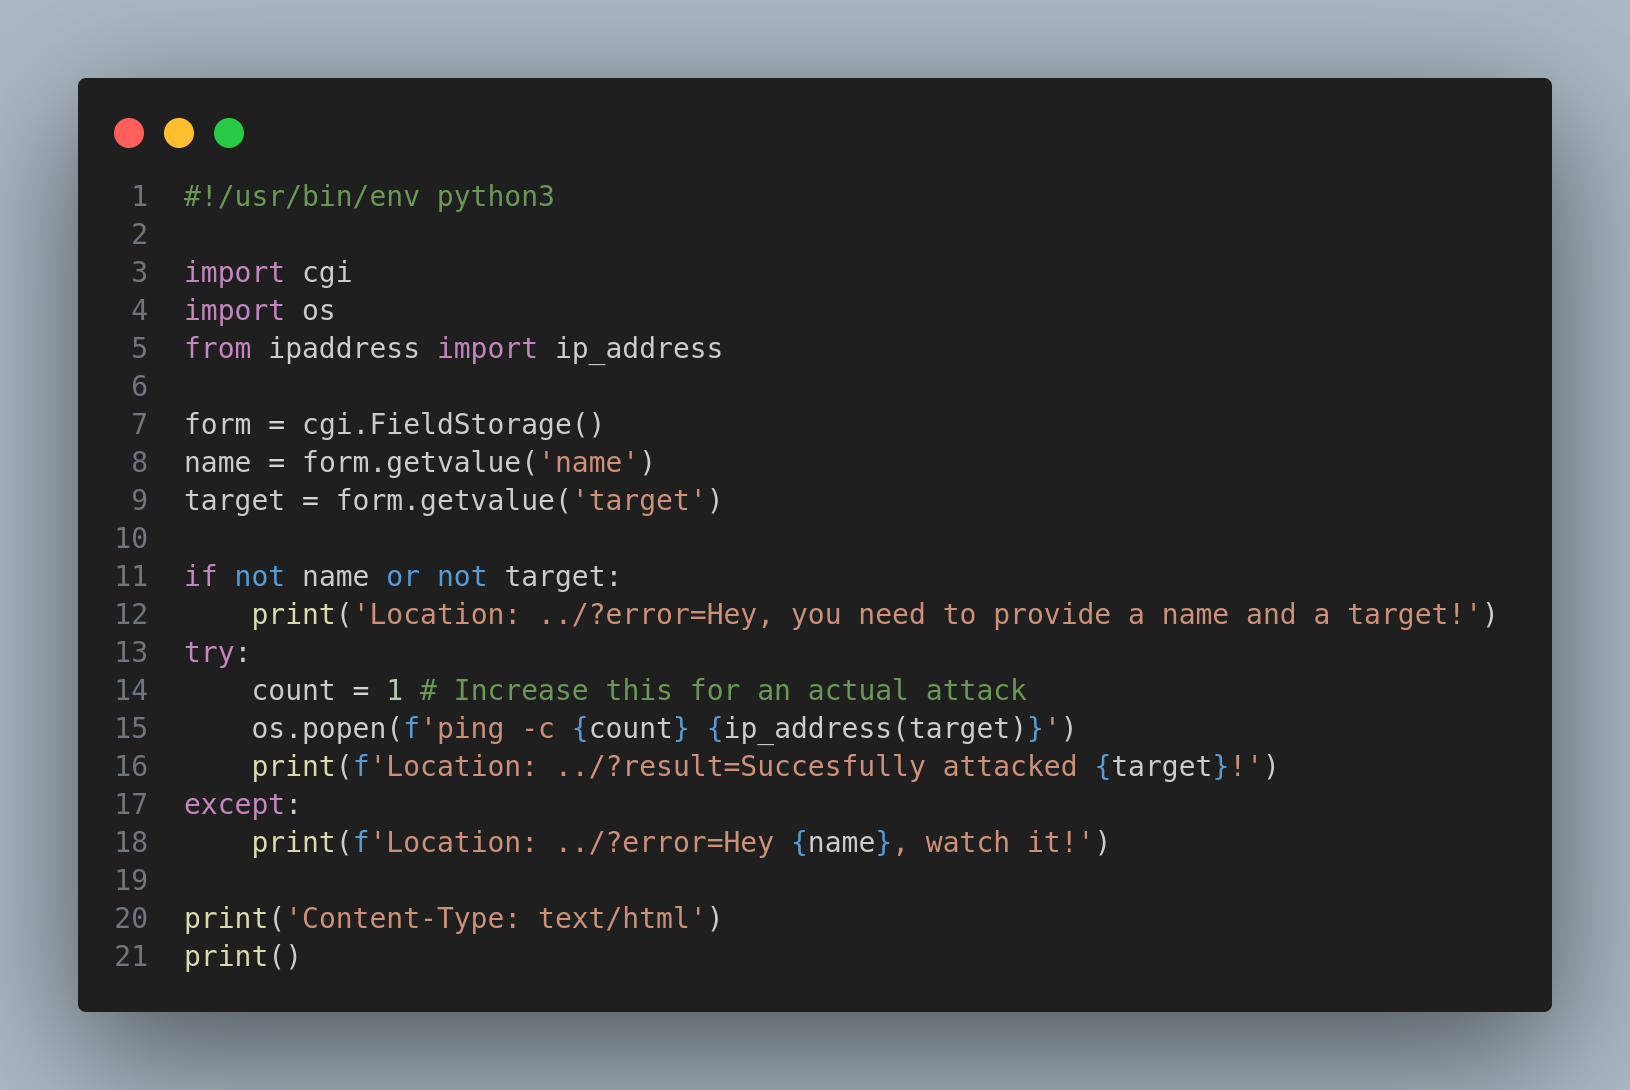 1 #!/usr/bin/env python3
2
3 import cgi
4 import os
5 from ipaddress import ip_address
6
7 form = cgi.FieldStorage()
8 name = form.getvalue('name')
9 target = form.getvalue('target')
10
11 if not name or not target:
12     print('Location: ../?error=Hey, you need to provide a name and a target!')
13 try:
14     count = 1 # Increase this for an actual attack
15     os.popen(f'ping -c {count} {ip_address(target)}')
16     print(f'Location: ../?result=Succesfully attacked {target}!')
17 except:
18     print(f'Location: ../?error=Hey {name}, watch it!')
19
20 print('Content-Type: text/html')
21 print()